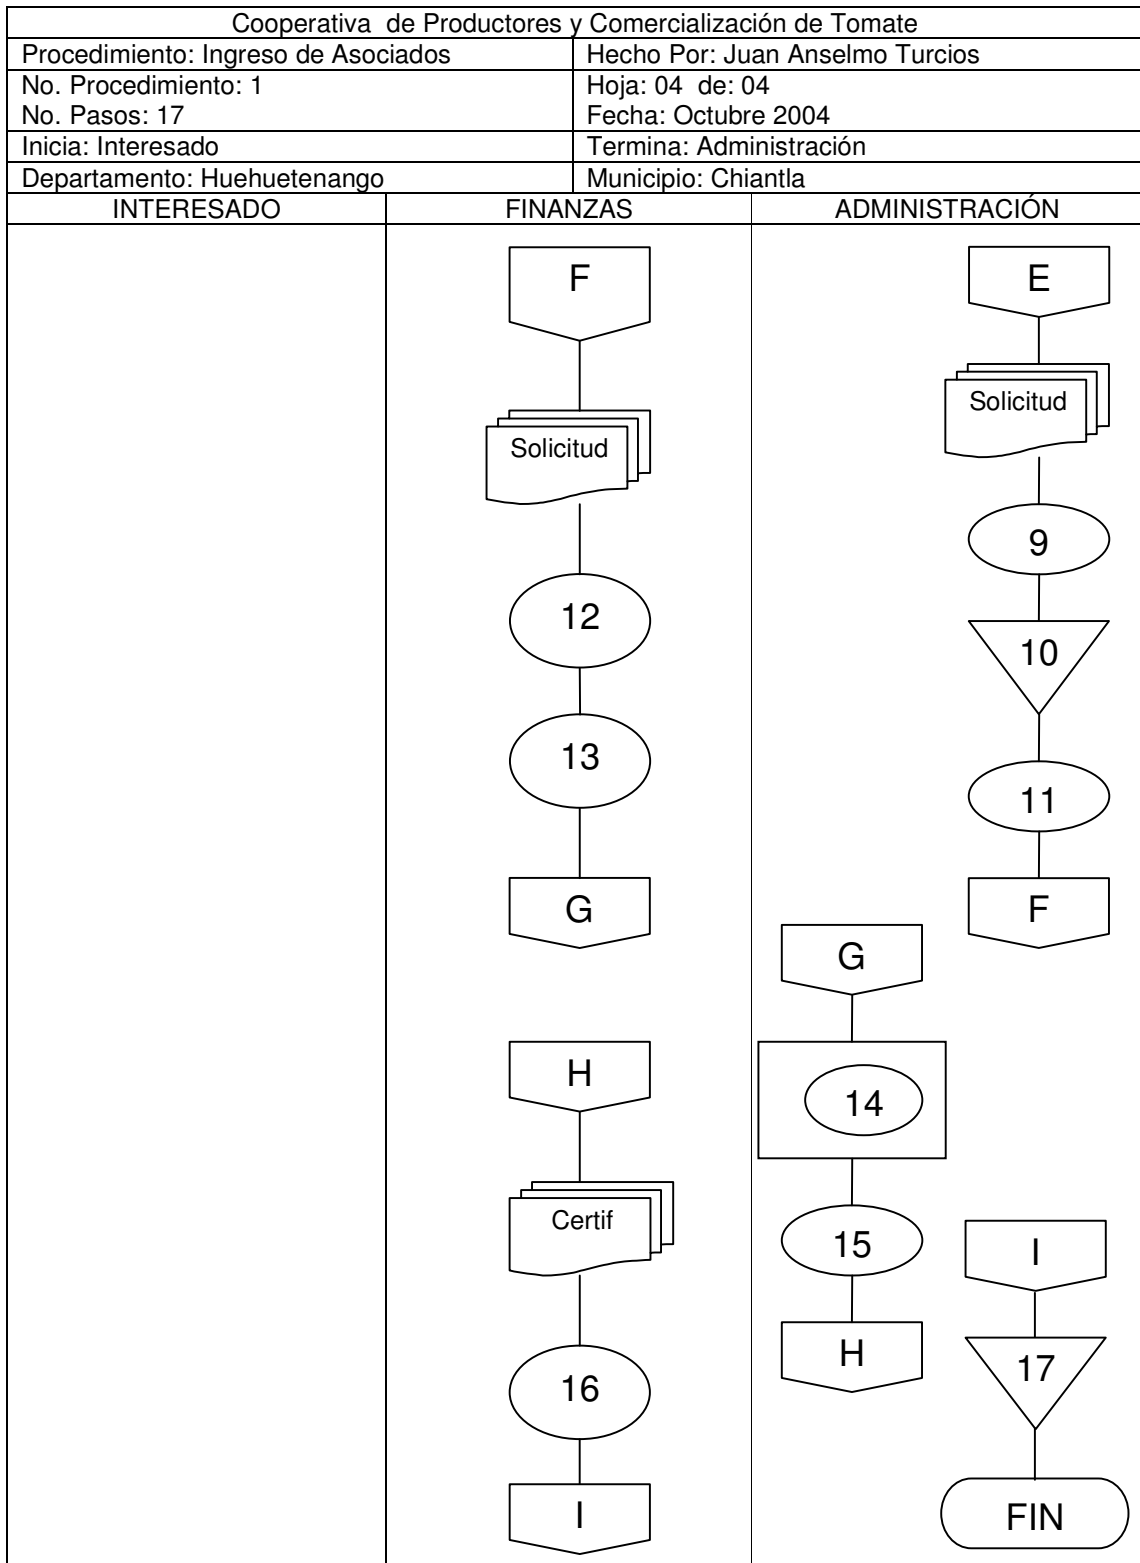 Cooperativa de Productores y Comercialización de Tomate
Procedimiento: Ingreso de Asociados
Hecho Por: Juan Anselmo Turcios
No. Procedimiento: 1
Hoja: 04 de: 04
No. Pasos: 17
Fecha: Octubre 2004
Inicia: Interesado
Termina: Administración
Departamento: Huehuetenango
Municipio: Chiantla
INTERESADO
FINANZAS
ADMINISTRACIÓN
F
E
Solicitud
Solicitud
9
12
10
13
11
G
F
G
H
14
Certif
15
I
H
17
16
I
FIN